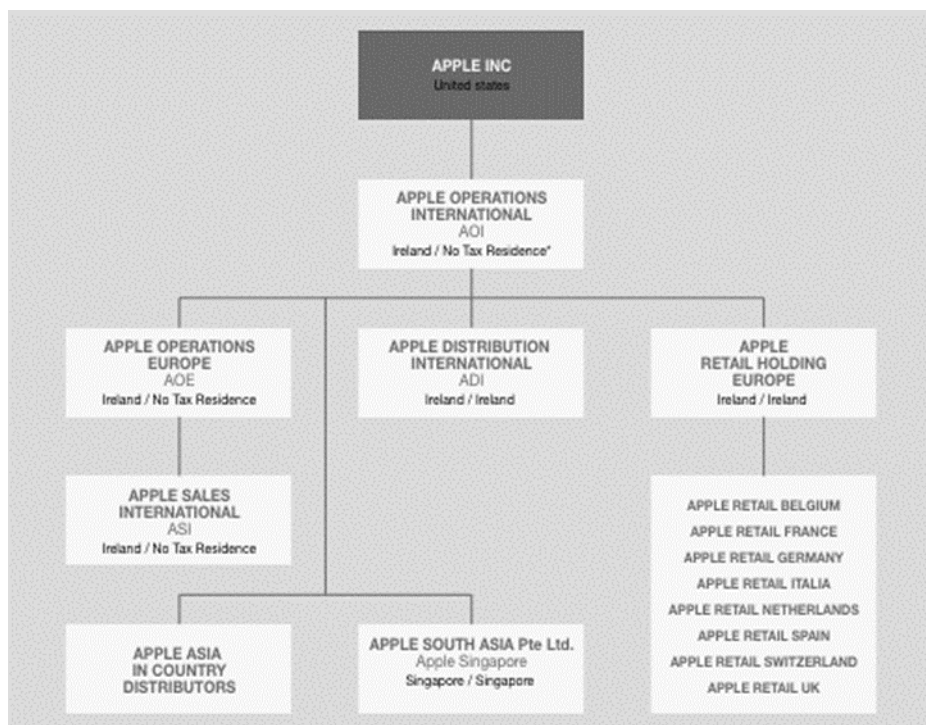 APPLE INC
United states
APPLE OPERATIONS
INTERNATIONAL
AOI
Ireland / No Tax Residence*
APPLE OPERATIONS
EUROPE
AOE
Ireland / No Tax Residence
APPLE DISTRIBUTION
INTERNATIONAL
ADI
Ireland / Ireland
APPLE
RETAIL HOLDING
EUROPE
Ireland / Ireland
APPLE SALES
INTERNATIONAL
ASI
Ireland / No Tax Residence
APPLE RETAIL BELGIUM
APPLE RETAIL FRANCE
APPLE RETAIL GERMANY
APPLE RETAIL ITALIA
APPLE RETAIL NETHERLANDS
APPLE RETAIL SPAIN
APPLE RETAIL SWITZERLAND
APPLE RETAIL UK
APPLE ASIA
IN COUNTRY
DISTRIBUTORS
APPLE SOUTH ASIA Pte Ltd.
Apple Singapore
Singapore / Singapore